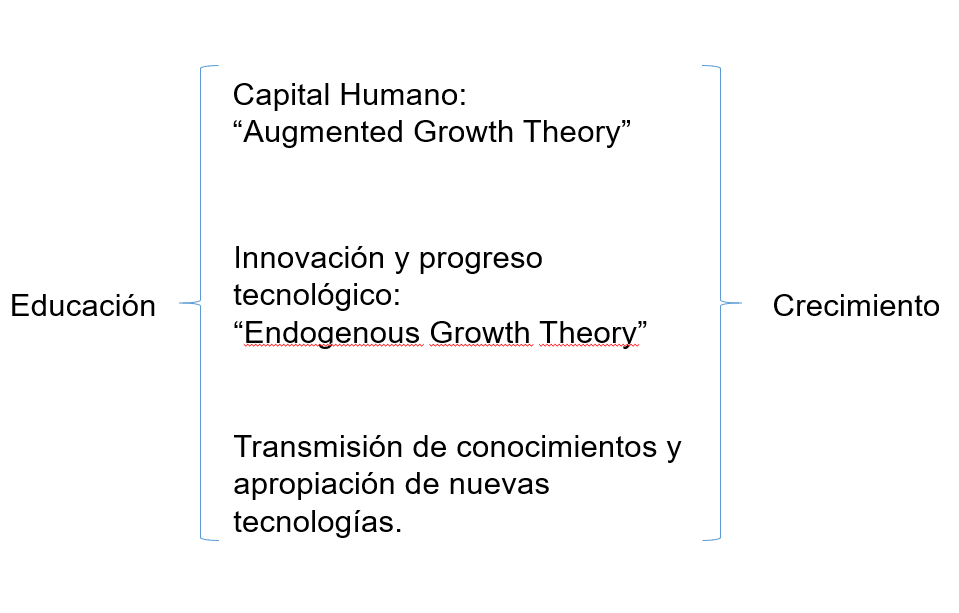 Capital Humano:
“Augmented Growth Theory”
Innovación y progreso
tecnológico:
“Endogenous Growth Theory”
Educación
Crecimiento
Transmisión de conocimientos y
apropiación de nuevas
tecnologías.